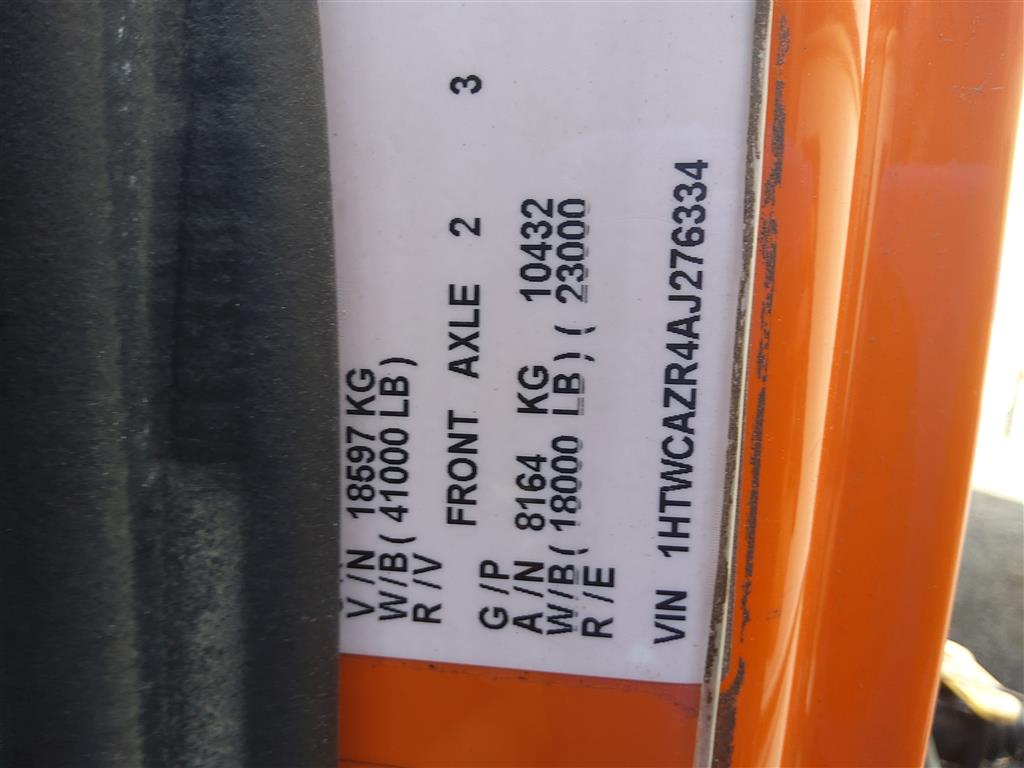 V /N 18597 KG
W/B ( 41000 LB )
R /V
FRONT AXLE 2 3
G /P
A /N 8164 KG 10432
W/B ( 18000 LB ) ( 23000
R /E
VIN 1HTWCAZR4AJ276334